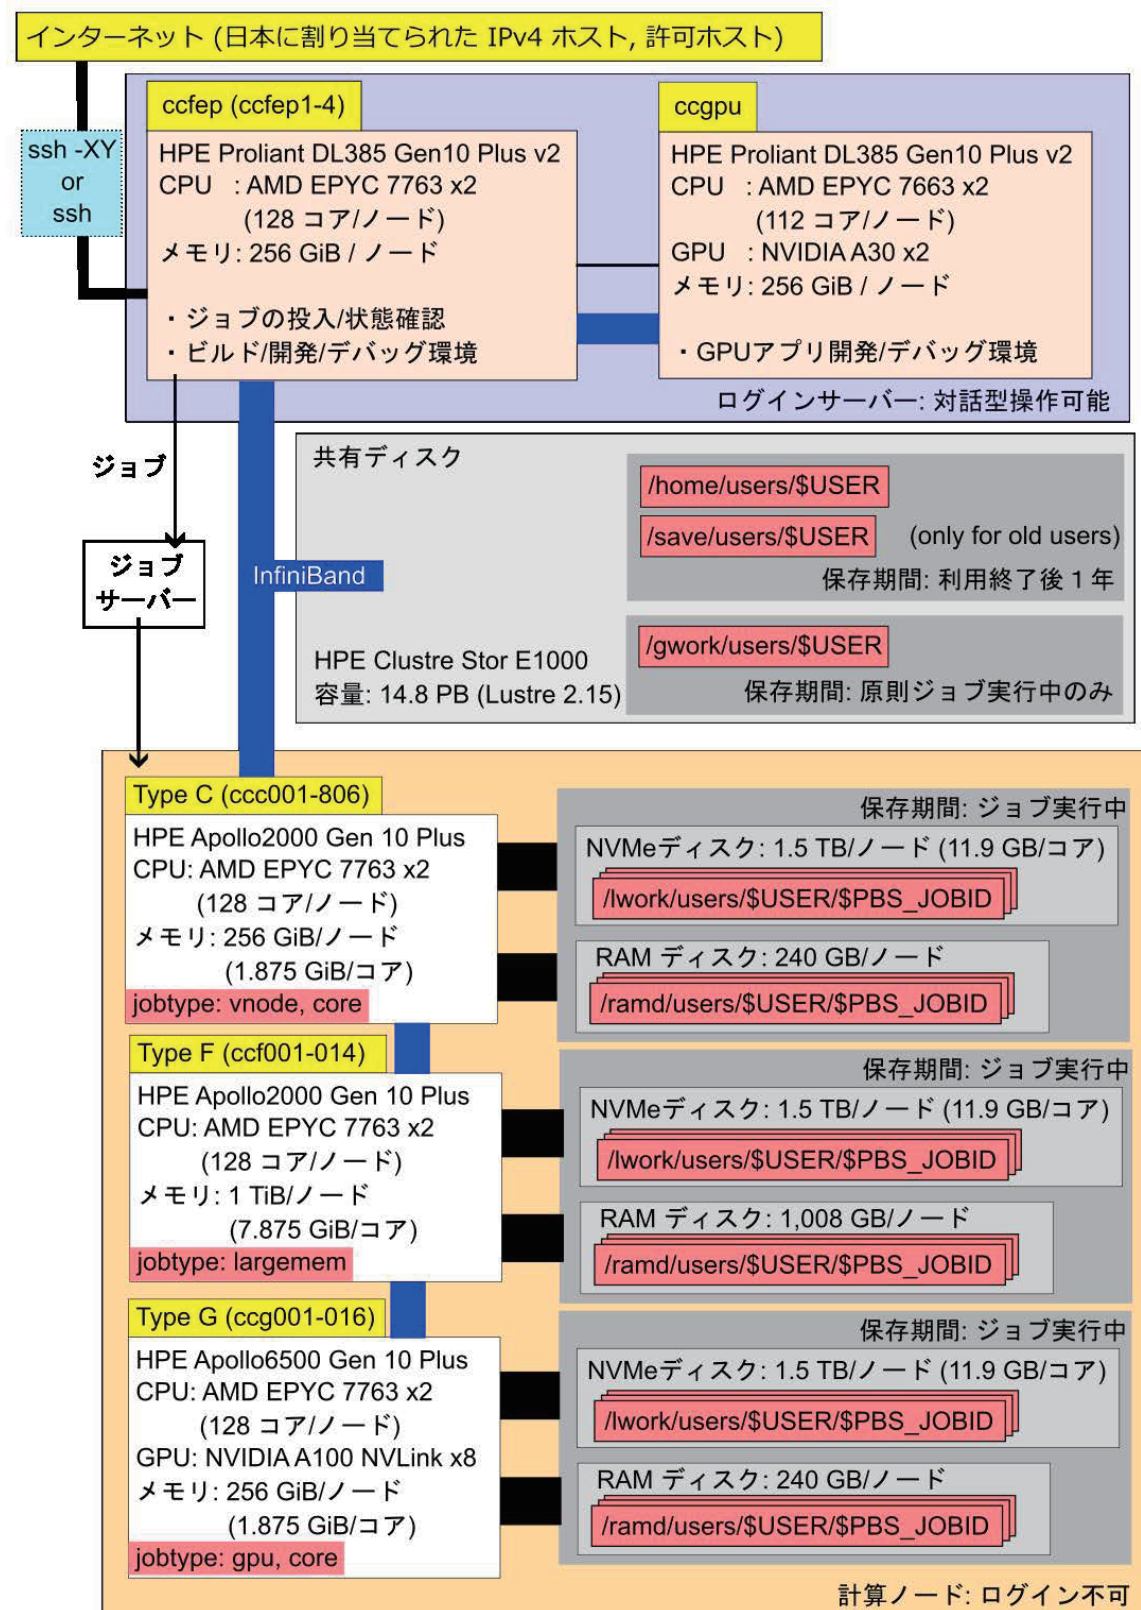 インターネット (日本に割り当てられた IPv4 ホスト, 許可ホスト)
ssh -XY
or
ssh
ccfep (ccfep1-4)
HPE Proliant DL385 Gen10 Plus v2
CPU : AMD EPYC 7763 x2
(128 コア/ノード)
メモリ: 256 GiB / ノード
・ジョブの投入/状態確認
・ビルド/開発/デバッグ環境
ccgpu
HPE Proliant DL385 Gen10 Plus v2
CPU : AMD EPYC 7663 x2
(112 コア/ノード)
GPU : NVIDIA A30 x2
メモリ: 256 GiB / ノード
・GPUアプリ開発/デバッグ環境
ログインサーバー: 対話型操作可能
ジョブ
ジョブ
サーバー
InfiniBand
共有ディスク
/home/users/$USER
/save/users/$USER (only for old users)
保存期間: 利用終了後 1 年
HPE Clustre Stor E1000
容量: 14.8 PB (Lustre 2.15)
/gwork/users/$USER
保存期間: 原則ジョブ実行中のみ
Type C (ccc001-806)
HPE Apollo2000 Gen 10 Plus
CPU: AMD EPYC 7763 x2
(128 コア/ノード)
メモリ: 256 GiB/ノード
(1.875 GiB/コア)
jobtype: vnode, core
保存期間: ジョブ実行中
NVMeディスク: 1.5 TB/ノード (11.9 GB/コア)
/lwork/users/$USER/$PBS_JOBID
RAM ディスク: 240 GB/ノード
/ramd/users/$USER/$PBS_JOBID
Type F (ccf001-014)
HPE Apollo2000 Gen 10 Plus
CPU: AMD EPYC 7763 x2
(128 コア/ノード)
メモリ: 1 TiB/ノード
(7.875 GiB/コア)
jobtype: largemem
保存期間: ジョブ実行中
NVMeディスク: 1.5 TB/ノード (11.9 GB/コア)
/lwork/users/$USER/$PBS_JOBID
RAM ディスク: 1,008 GB/ノード
/ramd/users/$USER/$PBS_JOBID
Type G (ccg001-016)
HPE Apollo6500 Gen 10 Plus
CPU: AMD EPYC 7763 x2
(128 コア/ノード)
GPU: NVIDIA A100 NVLink x8
メモリ: 256 GiB/ノード
(1.875 GiB/コア)
jobtype: gpu, core
保存期間: ジョブ実行中
NVMeディスク: 1.5 TB/ノード (11.9 GB/コア)
/lwork/users/$USER/$PBS_JOBID
RAM ディスク: 240 GB/ノード
/ramd/users/$USER/$PBS_JOBID
計算ノード: ログイン不可